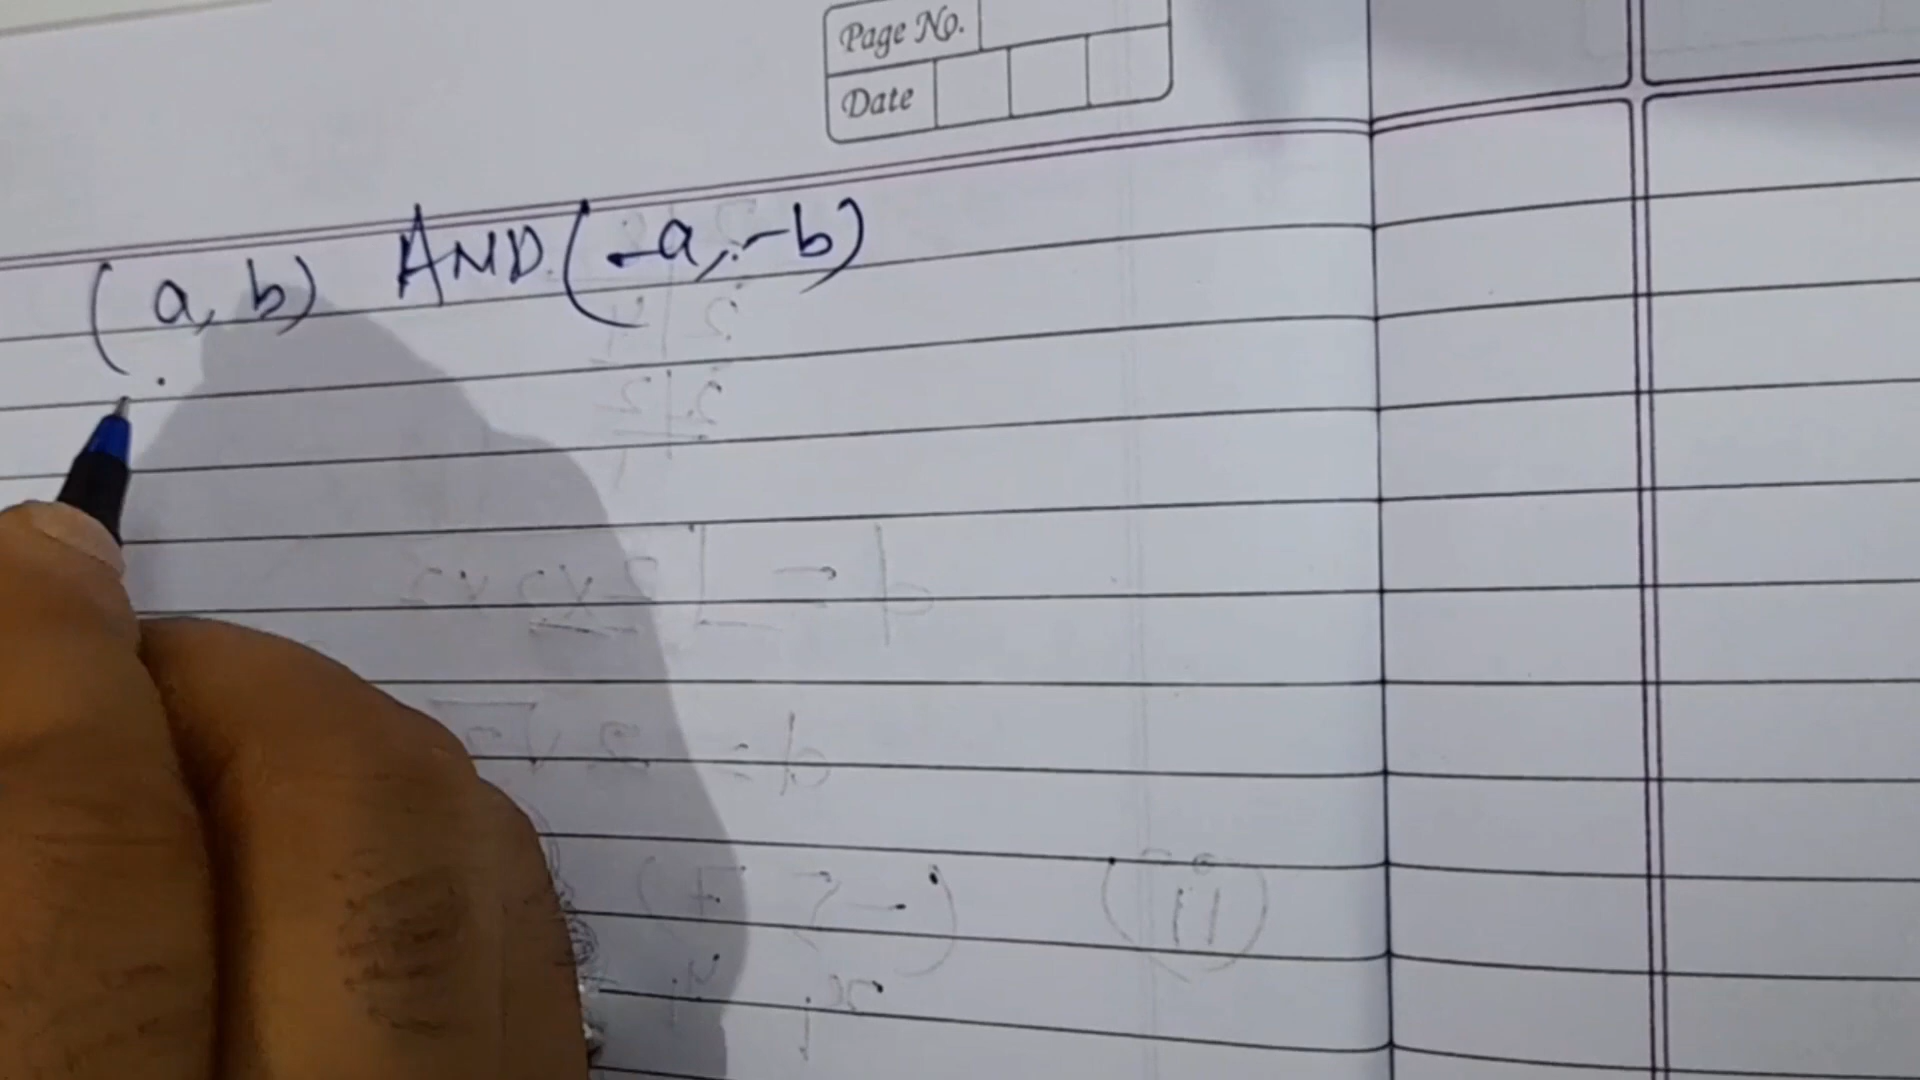 Page No.
Date
(a, b) AND (-a, -b)